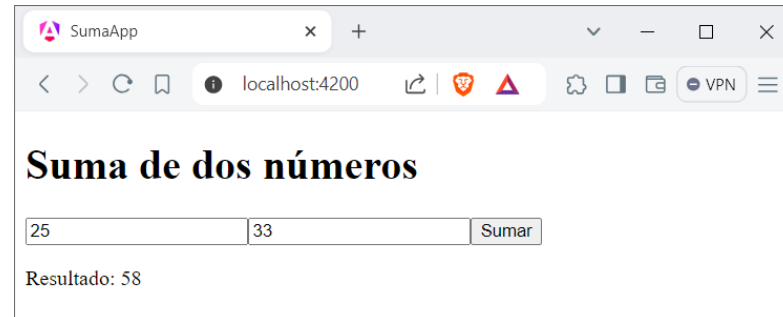 SumaApp
localhost:4200 VPN
Suma de dos números
25 33 Sumar
Resultado: 58